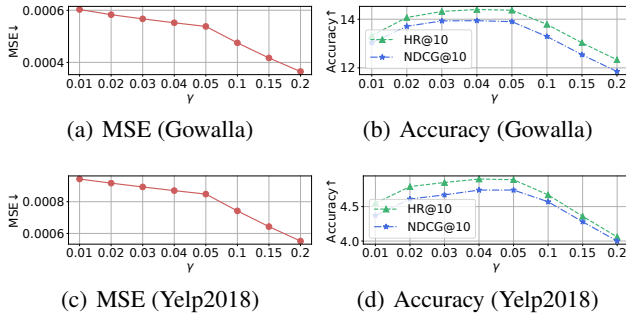 0.0006
0.0004
MSE↓
0.01 0.02 0.03 0.04 0.05 0.1 0.15 0.2
γ
(a) MSE (Gowalla)
14
12
Accuracy↑
HR@10
NDCG@10
0.01 0.02 0.03 0.04 0.05 0.1 0.15 0.2
γ
(b) Accuracy (Gowalla)
0.0008
0.0006
MSE↓
0.01 0.02 0.03 0.04 0.05 0.1 0.15 0.2
γ
(c) MSE (Yelp2018)
4.5
4.0
Accuracy↑
HR@10
NDCG@10
0.01 0.02 0.03 0.04 0.05 0.1 0.15 0.2
γ
(d) Accuracy (Yelp2018)